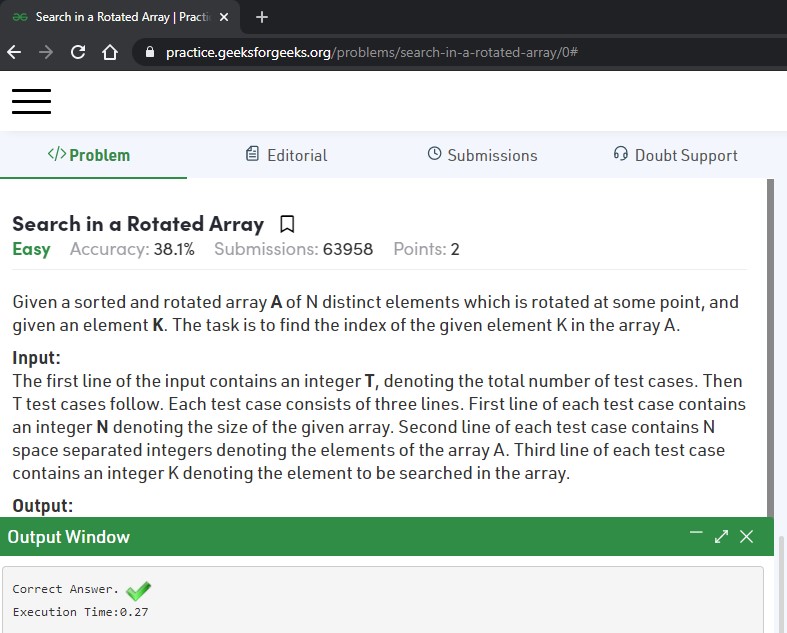 Search in a Rotated Array | Practi
practice.geeksforgeeks.org/problems/search-in-a-rotated-array/0#
</>Problem Editorial Submissions Doubt Support
Search in a Rotated Array
Easy Accuracy: 38.1% Submissions: 63958 Points: 2
Given a sorted and rotated array A of N distinct elements which is rotated at some point, and
given an element K. The task is to find the index of the given element K in the array A.
Input:
The first line of the input contains an integer T, denoting the total number of test cases. Then
T test cases follow. Each test case consists of three lines. First line of each test case contains
an integer N denoting the size of the given array. Second line of each test case contains N
space separated integers denoting the elements of the array A. Third line of each test case
contains an integer K denoting the element to be searched in the array.
Output:
Output Window
Correct Answer.
Execution Time:0.27